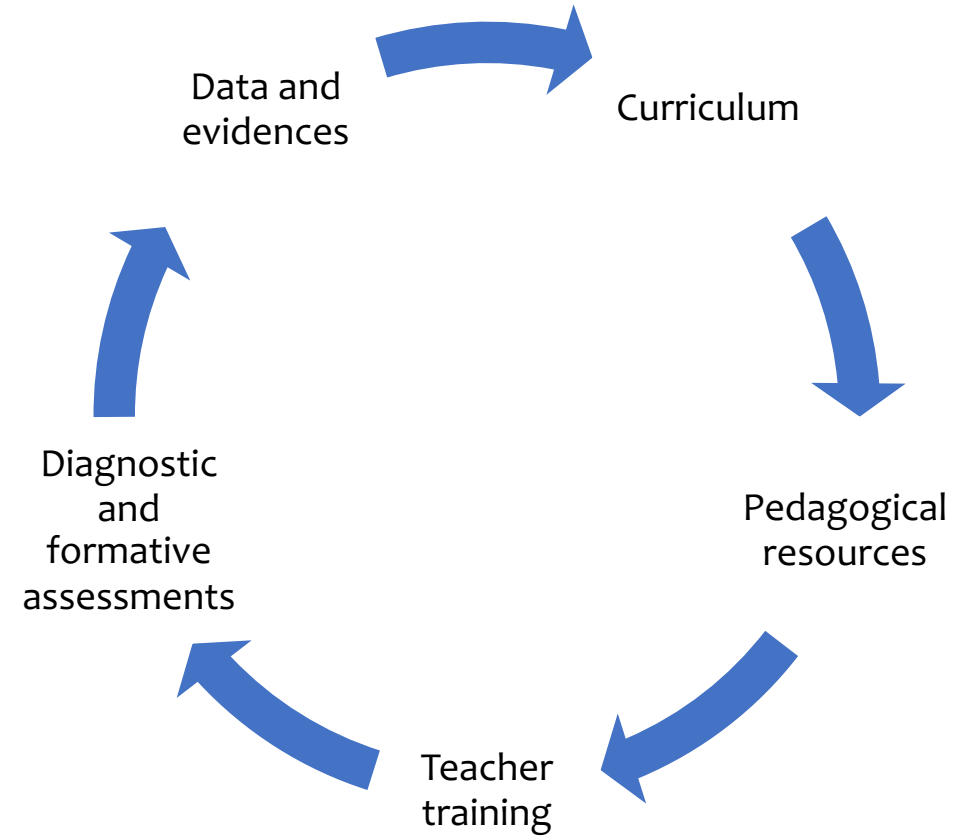 Data and
evidences
Curriculum
Pedagogical
resources
Teacher
training
Diagnostic
and
formative
assessments